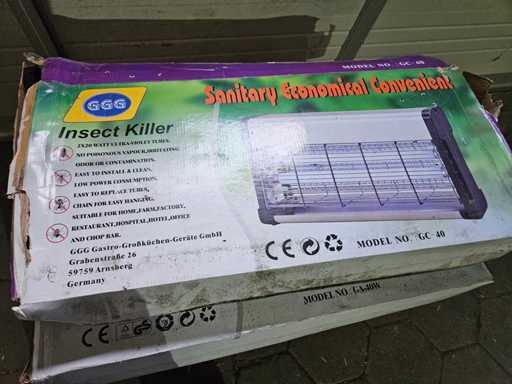 MODEL NO. GC-40
GGG
Sanitary Economical Convenient
Insect Killer
2X20 WATT ULTRA-VIOLET TUBES.
NO POISONOUS VAPOUR, IRRITATING
ODOR OR CONTAMINATION.
EASY TO INSTALL & CLEAN.
LOW POWER CONSUMPTION.
EASY TO REPLACE TUBES,
CHAIN FOR EASY HANGING.
SUITABLE FOR HOME,FARM,FACTORY,
RESTAURANT,HOSPITAL,HOTEL,OFFICE
AND CHOP BAR.
GGG Gastro-Großküchen-Geräte GmbH
Grabenstraße 26
59759 Arnsberg
Germany
CE
MODEL NO. GC-40
MODEL NO.
CE